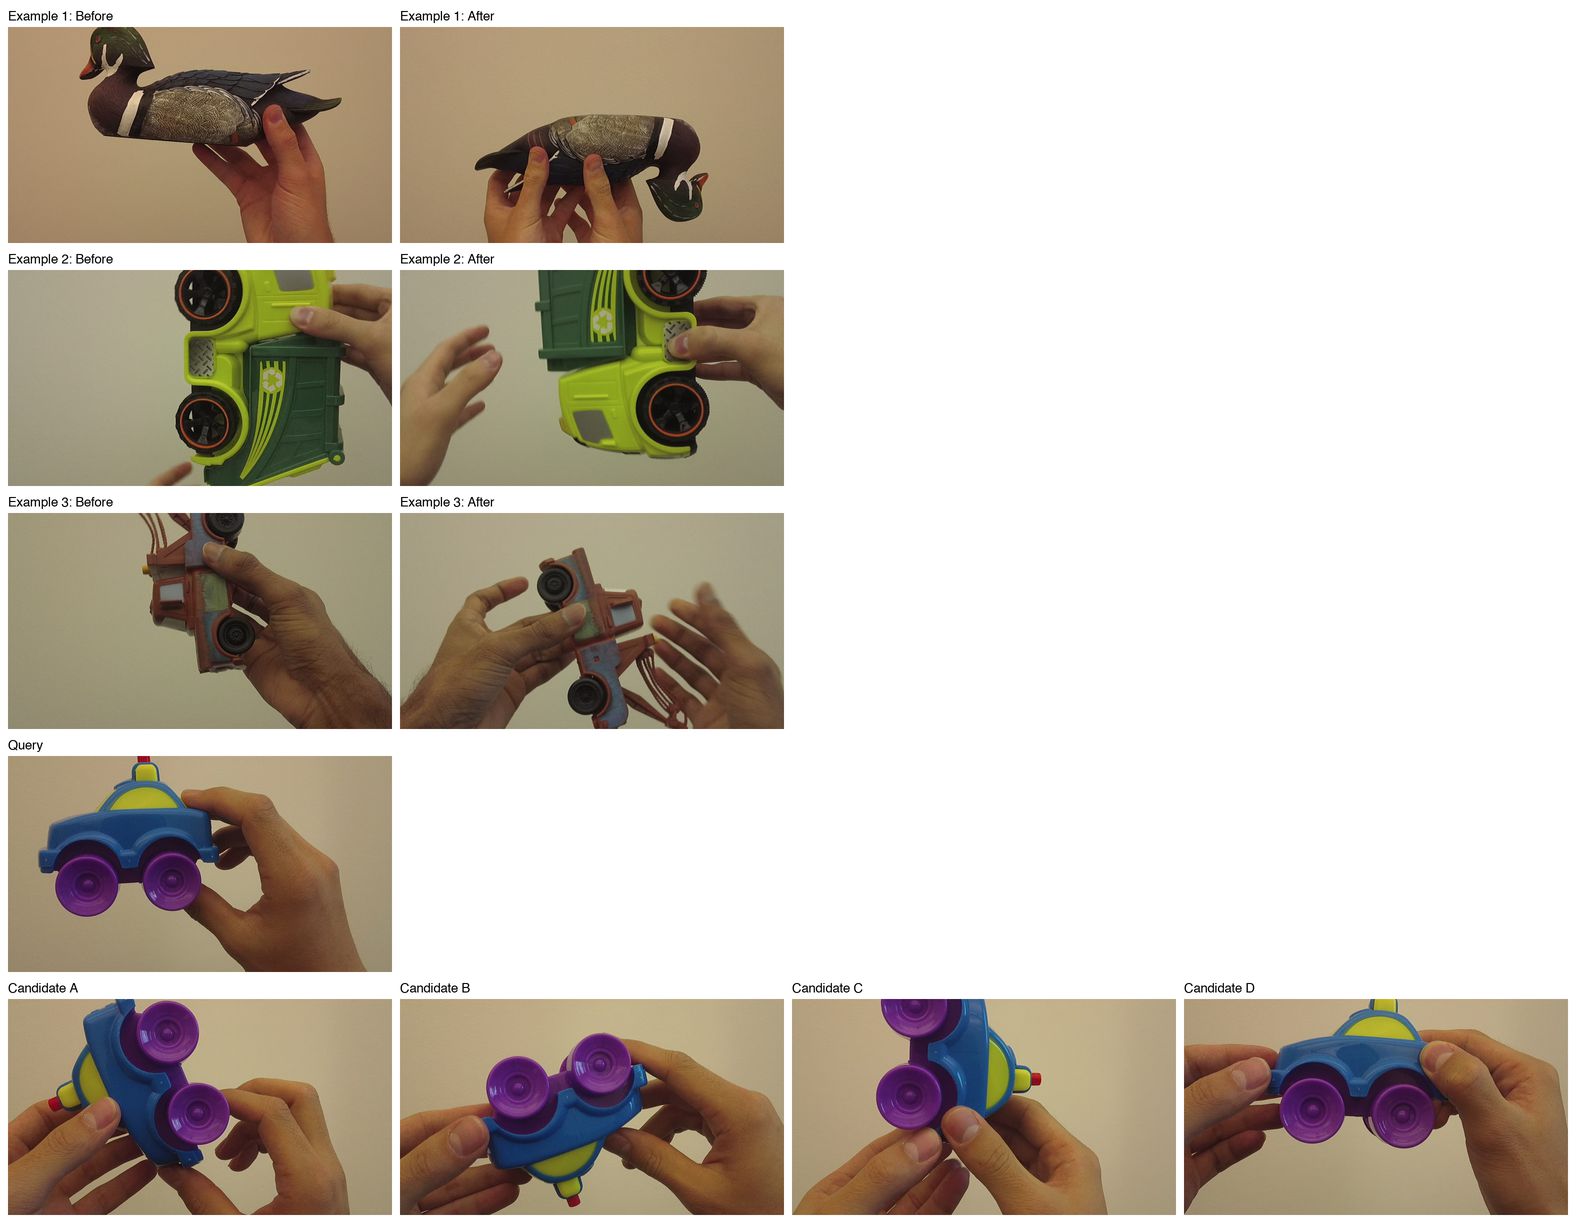 Example 1: Before
Example 1: After
Example 2: Before
Example 2: After
Example 3: Before
Example 3: After
Query
Candidate A
Candidate B
Candidate C
Candidate D